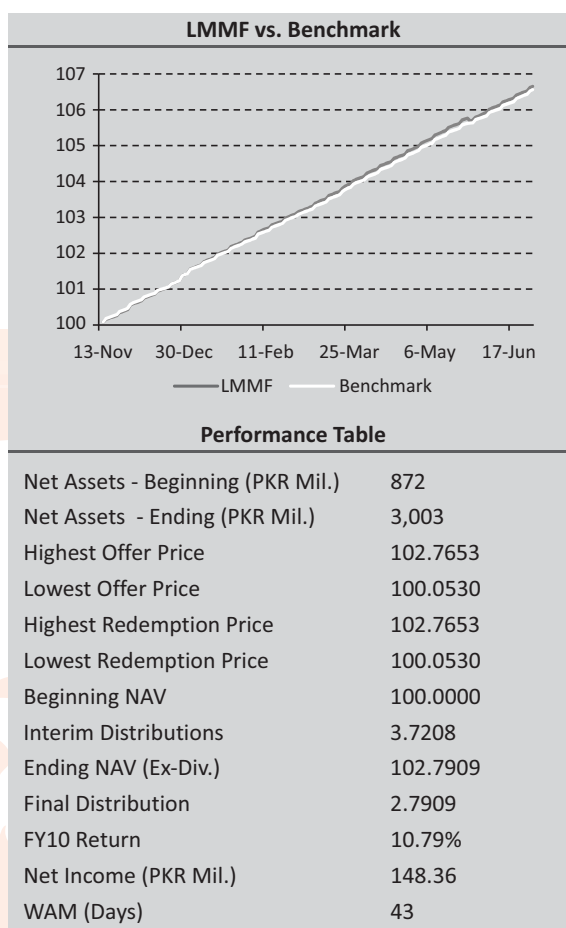 LMMF vs. Benchmark
107
106
105
104
103
102
101
100
13-Nov 30-Dec 11-Feb 25-Mar 6-May 17-Jun
LMMF Benchmark
Performance Table
Net Assets - Beginning (PKR Mil.) 872
Net Assets - Ending (PKR Mil.) 3,003
Highest Offer Price 102.7653
Lowest Offer Price 100.0530
Highest Redemption Price 102.7653
Lowest Redemption Price 100.0530
Beginning NAV 100.0000
Interim Distributions 3.7208
Ending NAV (Ex-Div.) 102.7909
Final Distribution 2.7909
FY10 Return 10.79%
Net Income (PKR Mil.) 148.36
WAM (Days) 43